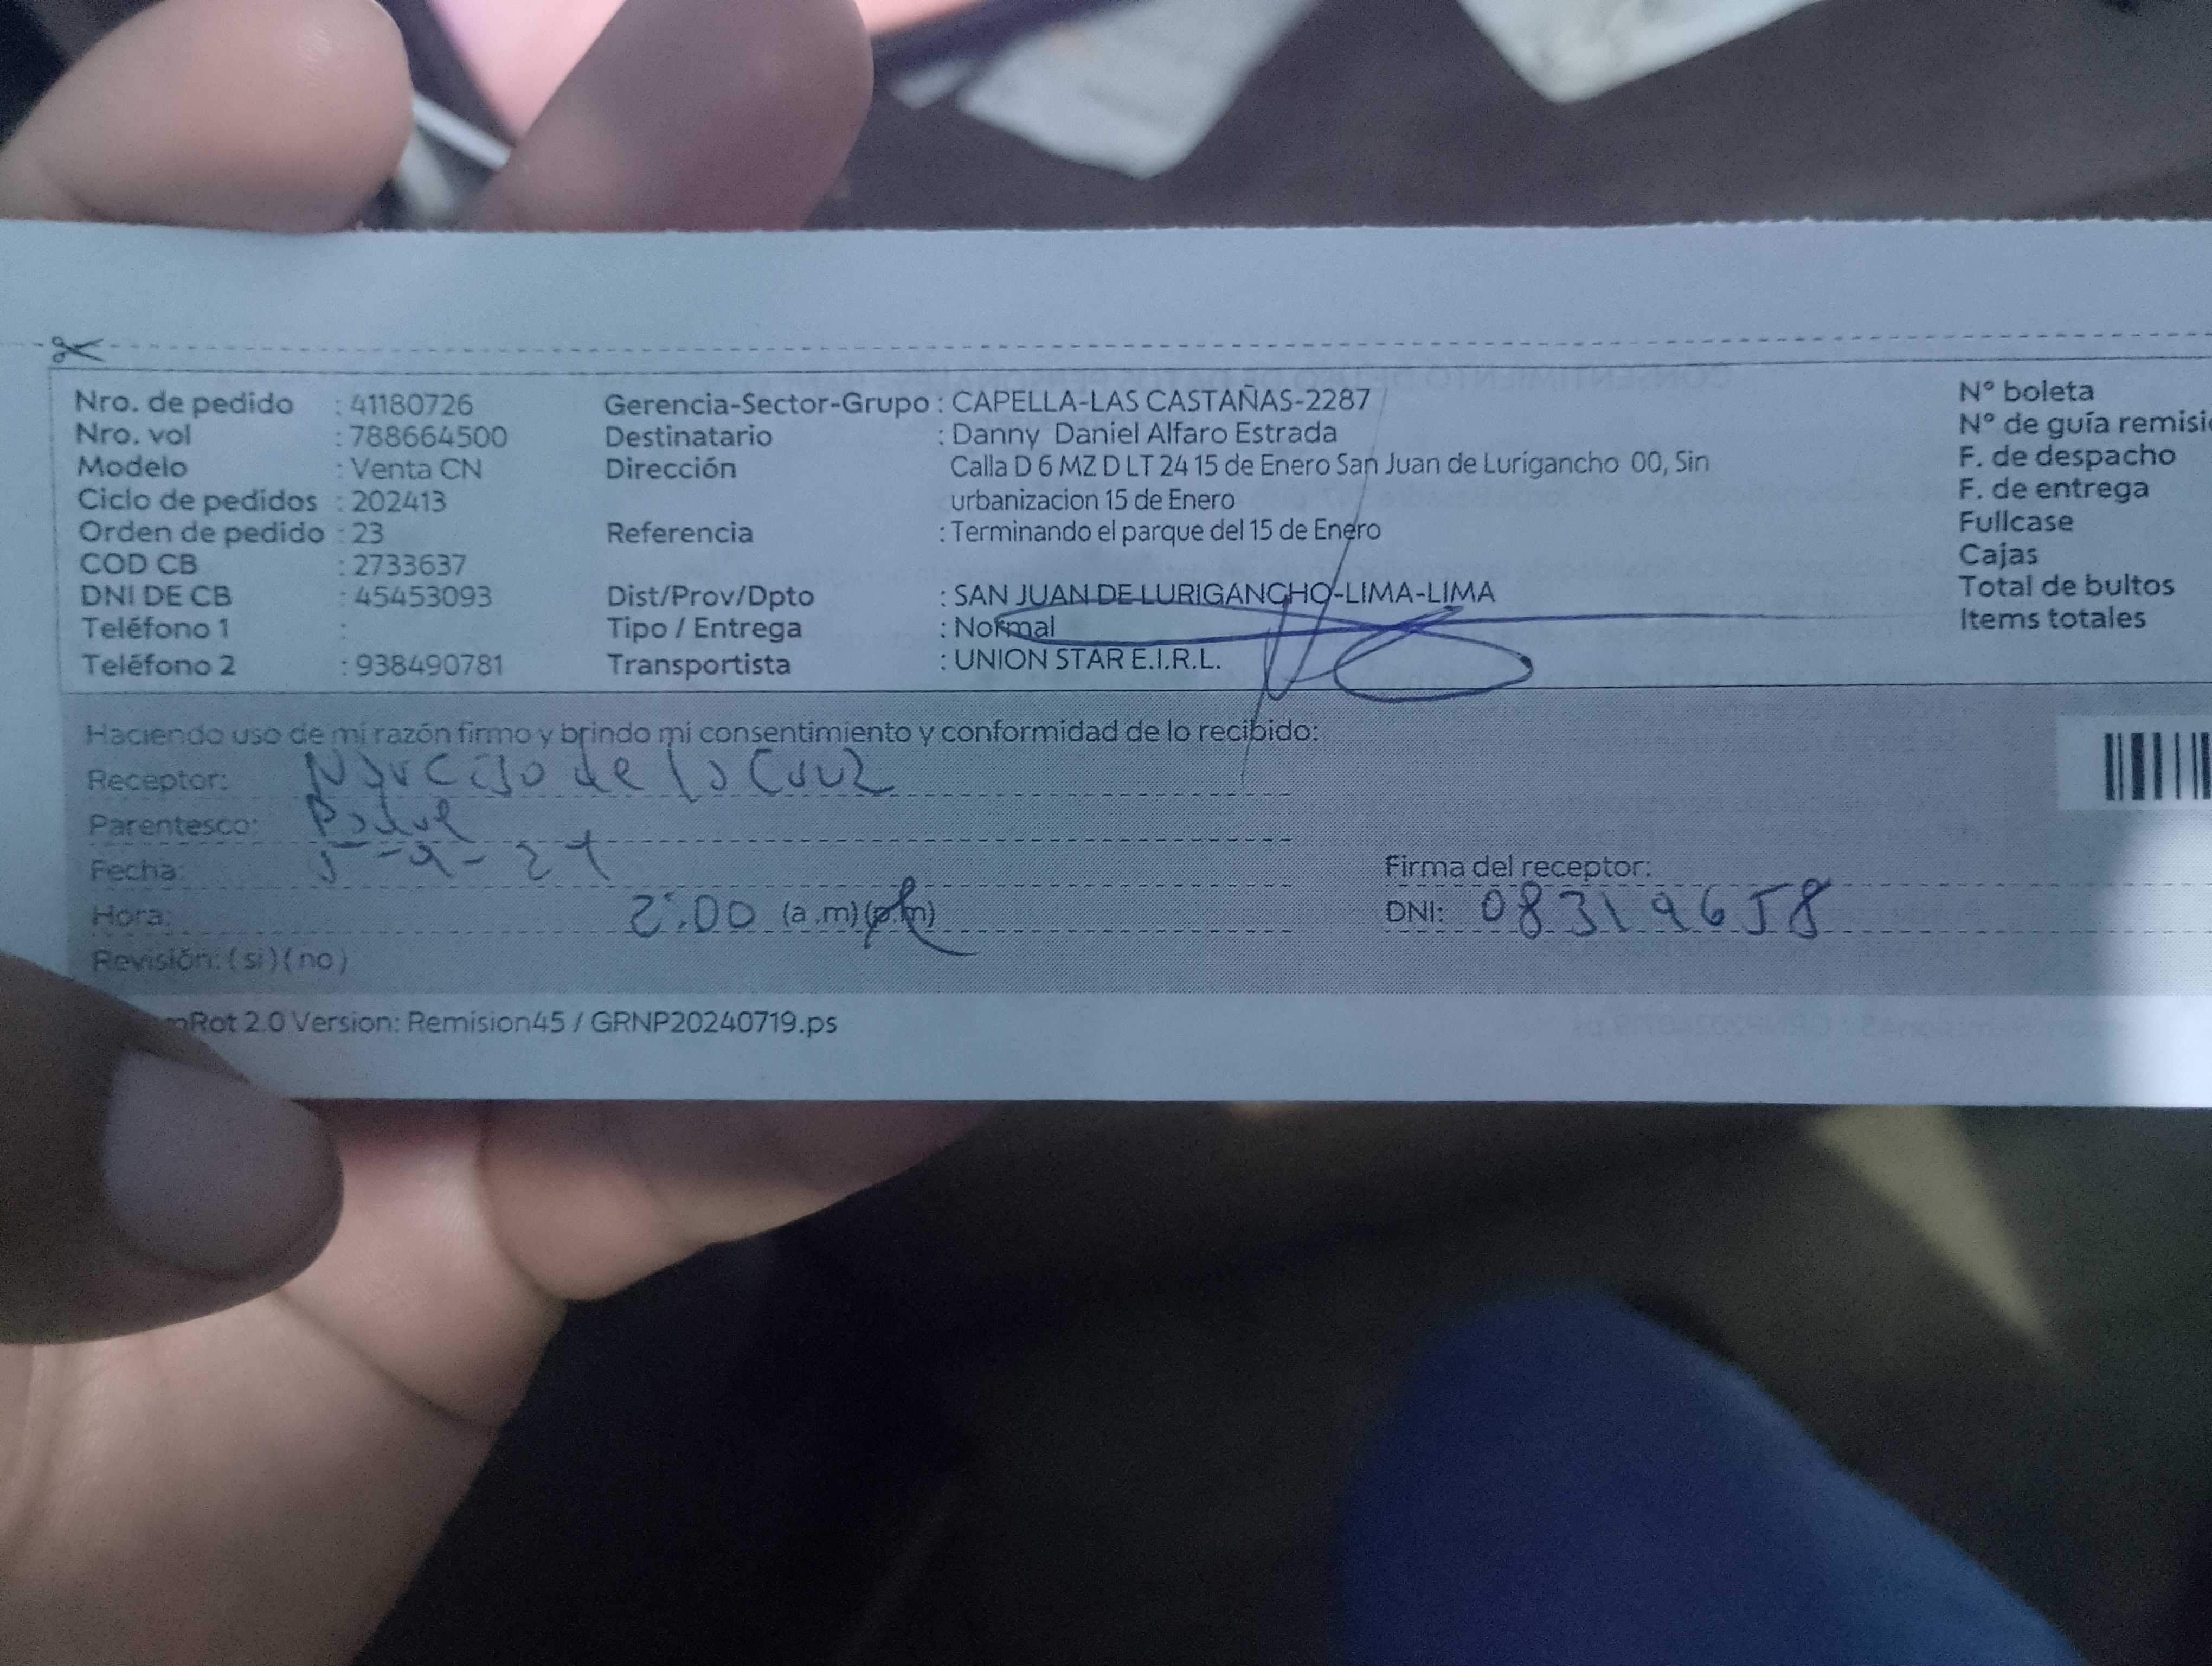 Nro. de pedido : 41180726 Gerencia-Sector-Grupo : CAPELLA-LAS CASTAÑAS-2287 N° boleta
Nro. vol : 788664500 Destinatario : Danny Daniel Alfaro Estrada N° de guía remisi
Modelo : Venta CN Dirección Calla D 6 MZ D LT 24 15 de Enero San Juan de Lurigancho 00, Sin F. de despacho
Ciclo de pedidos : 202413 urbanizacion 15 de Enero F. de entrega
Orden de pedido : 23 Referencia : Terminando el parque del 15 de Enero Fullcase
COD CB : 2733637 Cajas
DNI DE CB : 45453093 Dist/Prov/Dpto : SAN JUAN DE LURIGANCHO-LIMA-LIMA Total de bultos
Teléfono 1 : Tipo / Entrega : Normal Items totales
Teléfono 2 : 938490781 Transportista : UNION STAR E.I.R.L.
Haciendo uso de mi razón firmo y brindo mi consentimiento y conformidad de lo recibido:
Receptor: Narciso de la Cruz
Parentesco: Padre
Fecha: Firma del receptor:
Hora: 2:00 (a.m)(p.m) DNI: 08319658
Revisión: (si)(no)
Rot 2.0 Version: Remision45 / GRNP20240719.ps